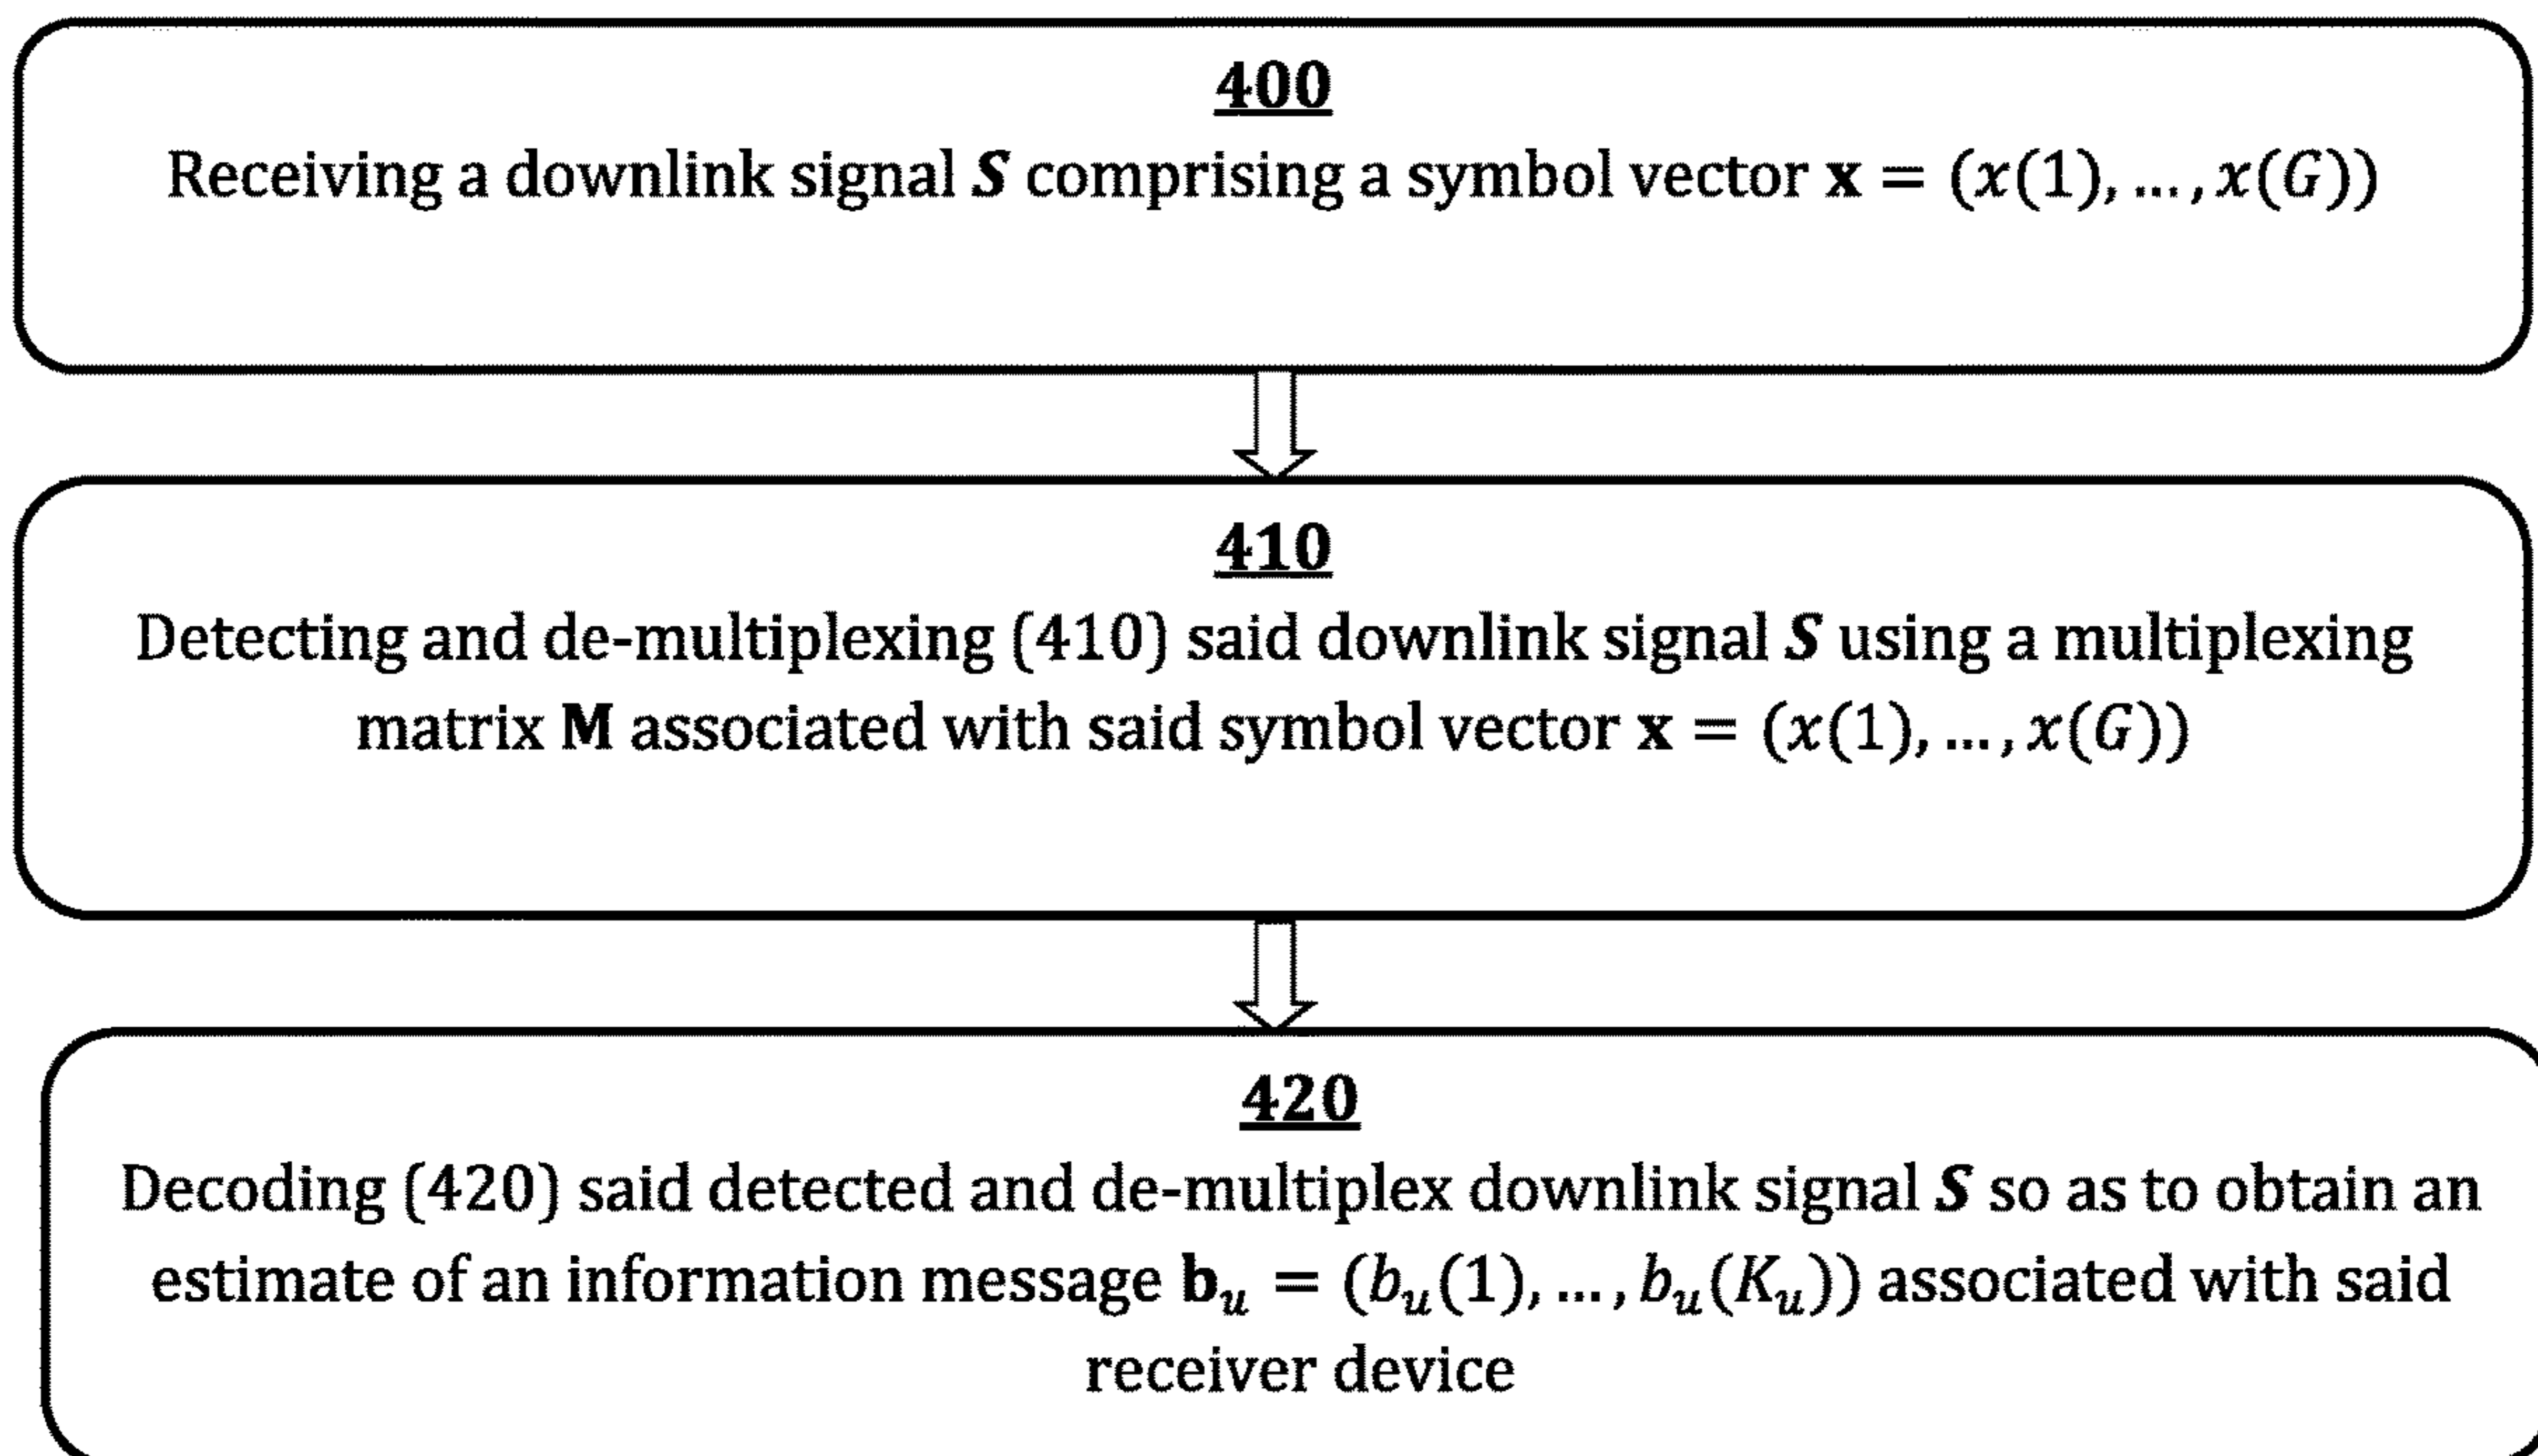 400
Receiving a downlink signal S comprising a symbol vector x = (x(1), ... , x(G))
410
Detecting and de-multiplexing (410) said downlink signal S using a multiplexing
matrix M associated with said symbol vector x = (x(1), ... , x(G))
420
Decoding (420) said detected and de-multiplex downlink signal S so as to obtain an
estimate of an information message bᵤ = (bᵤ(1), ... , bᵤ(Kᵤ)) associated with said
receiver device